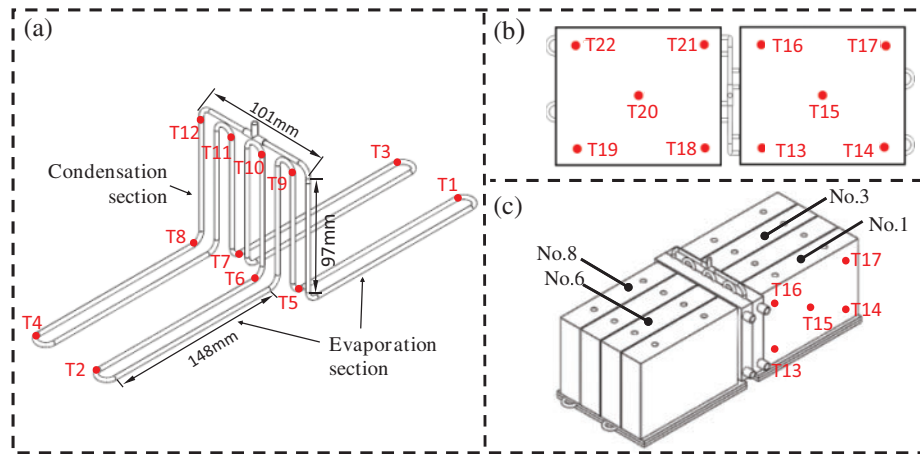 (a)
101mm
T12
T11
T10
T9
T3
T1
Condensation
section
97mm
T8
T7
T6
T5
T4
T2
148mm
Evaporation
section
(b)
T22
T21
T16
T17
T20
T15
T19
T18
T13
T14
(c)
No.3
No.1
No.8
No.6
T17
T16
T15
T14
T13